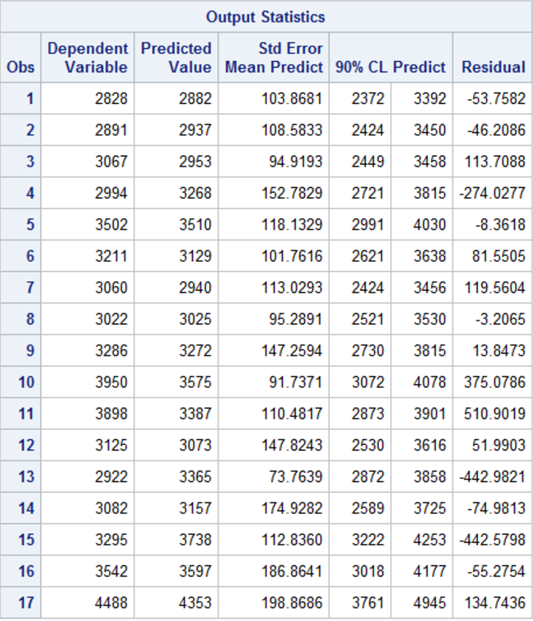 Output Statistics
Obs Dependent Variable Predicted Value Std Error Mean Predict 90% CL Predict Residual
1 2828 2882 103.8681 2372 3392 -53.7582
2 2891 2937 108.5833 2424 3450 -46.2086
3 3067 2953 94.9193 2449 3458 113.7088
4 2994 3268 152.7829 2721 3815 -274.0277
5 3502 3510 118.1329 2991 4030 -8.3618
6 3211 3129 101.7616 2621 3638 81.5505
7 3060 2940 113.0293 2424 3456 119.5604
8 3022 3025 95.2891 2521 3530 -3.2065
9 3286 3272 147.2594 2730 3815 13.8473
10 3950 3575 91.7371 3072 4078 375.0786
11 3898 3387 110.4817 2873 3901 510.9019
12 3125 3073 147.8243 2530 3616 51.9903
13 2922 3365 73.7639 2872 3858 -442.9821
14 3082 3157 174.9282 2589 3725 -74.9813
15 3295 3738 112.8360 3222 4253 -442.5798
16 3542 3597 186.8641 3018 4177 -55.2754
17 4488 4353 198.8686 3761 4945 134.7436